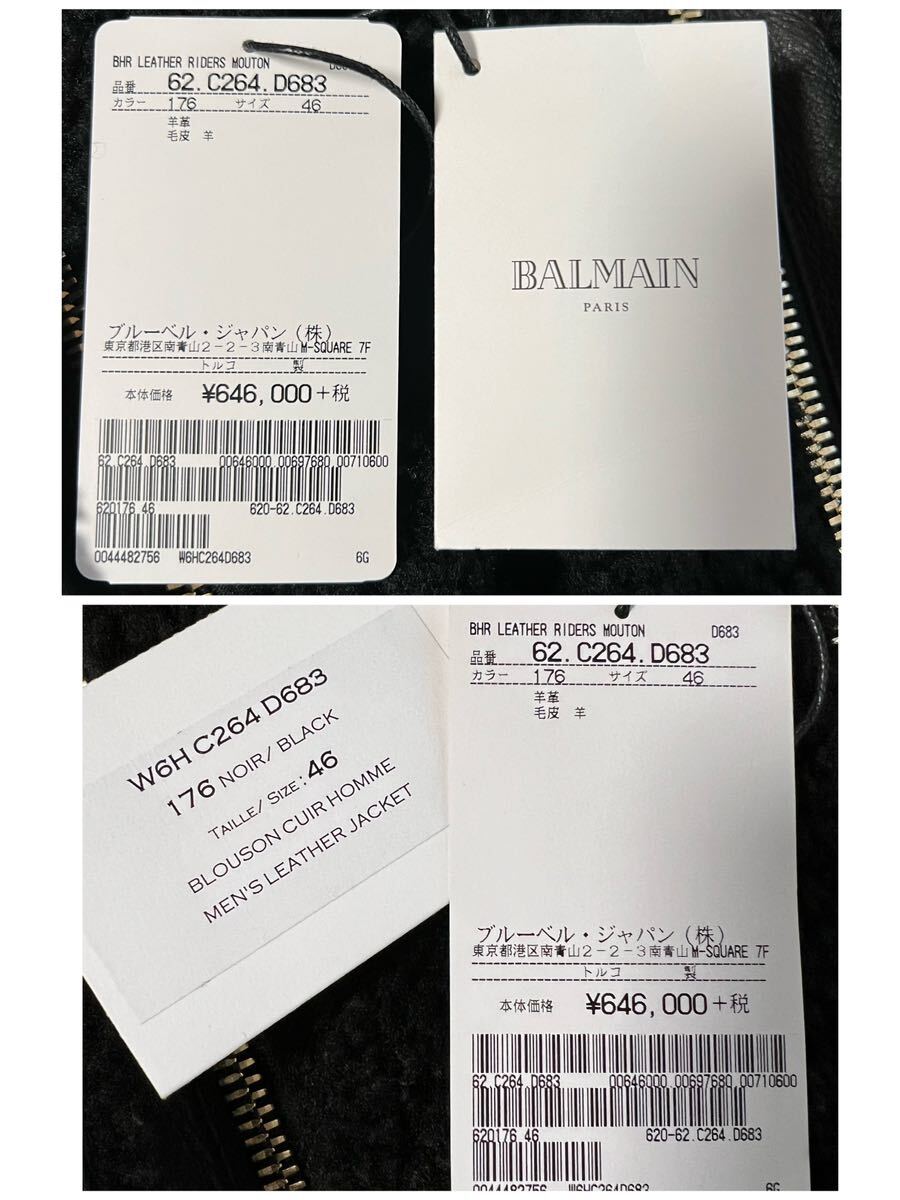 BHR LEATHER RIDERS MOUTON
品番 62.C264.D683
カラー 176 サイズ 46
羊革
毛皮 羊
ブルーベル・ジャパン(株)
東京都港区南青山2-2-3南青山M-SQUARE 7F
トルコ 製
本体価格 ¥646,000+税
62.C264.D683 00646000.00697680.00710600
620176.46 620-62.C264.D683
0044482756 W6HC264D683 6G
BALMAIN
PARIS
W6H C264 D683
176 NOIR/ BLACK
TAILLE/ SIZE: 46
BLOUSON CUIR HOMME
MEN'S LEATHER JACKET
BHR LEATHER RIDERS MOUTON D683
品番 62.C264.D683
カラー 176 サイズ 46
羊革
毛皮 羊
ブルーベル・ジャパン(株)
東京都港区南青山2-2-3南青山M-SQUARE 7F
トルコ 製
本体価格 ¥646,000+税
62.C264.D683 00646000.00697680.00710600
620176.46 620-62.C264.D683
0044482756 W6HC264D683 6G